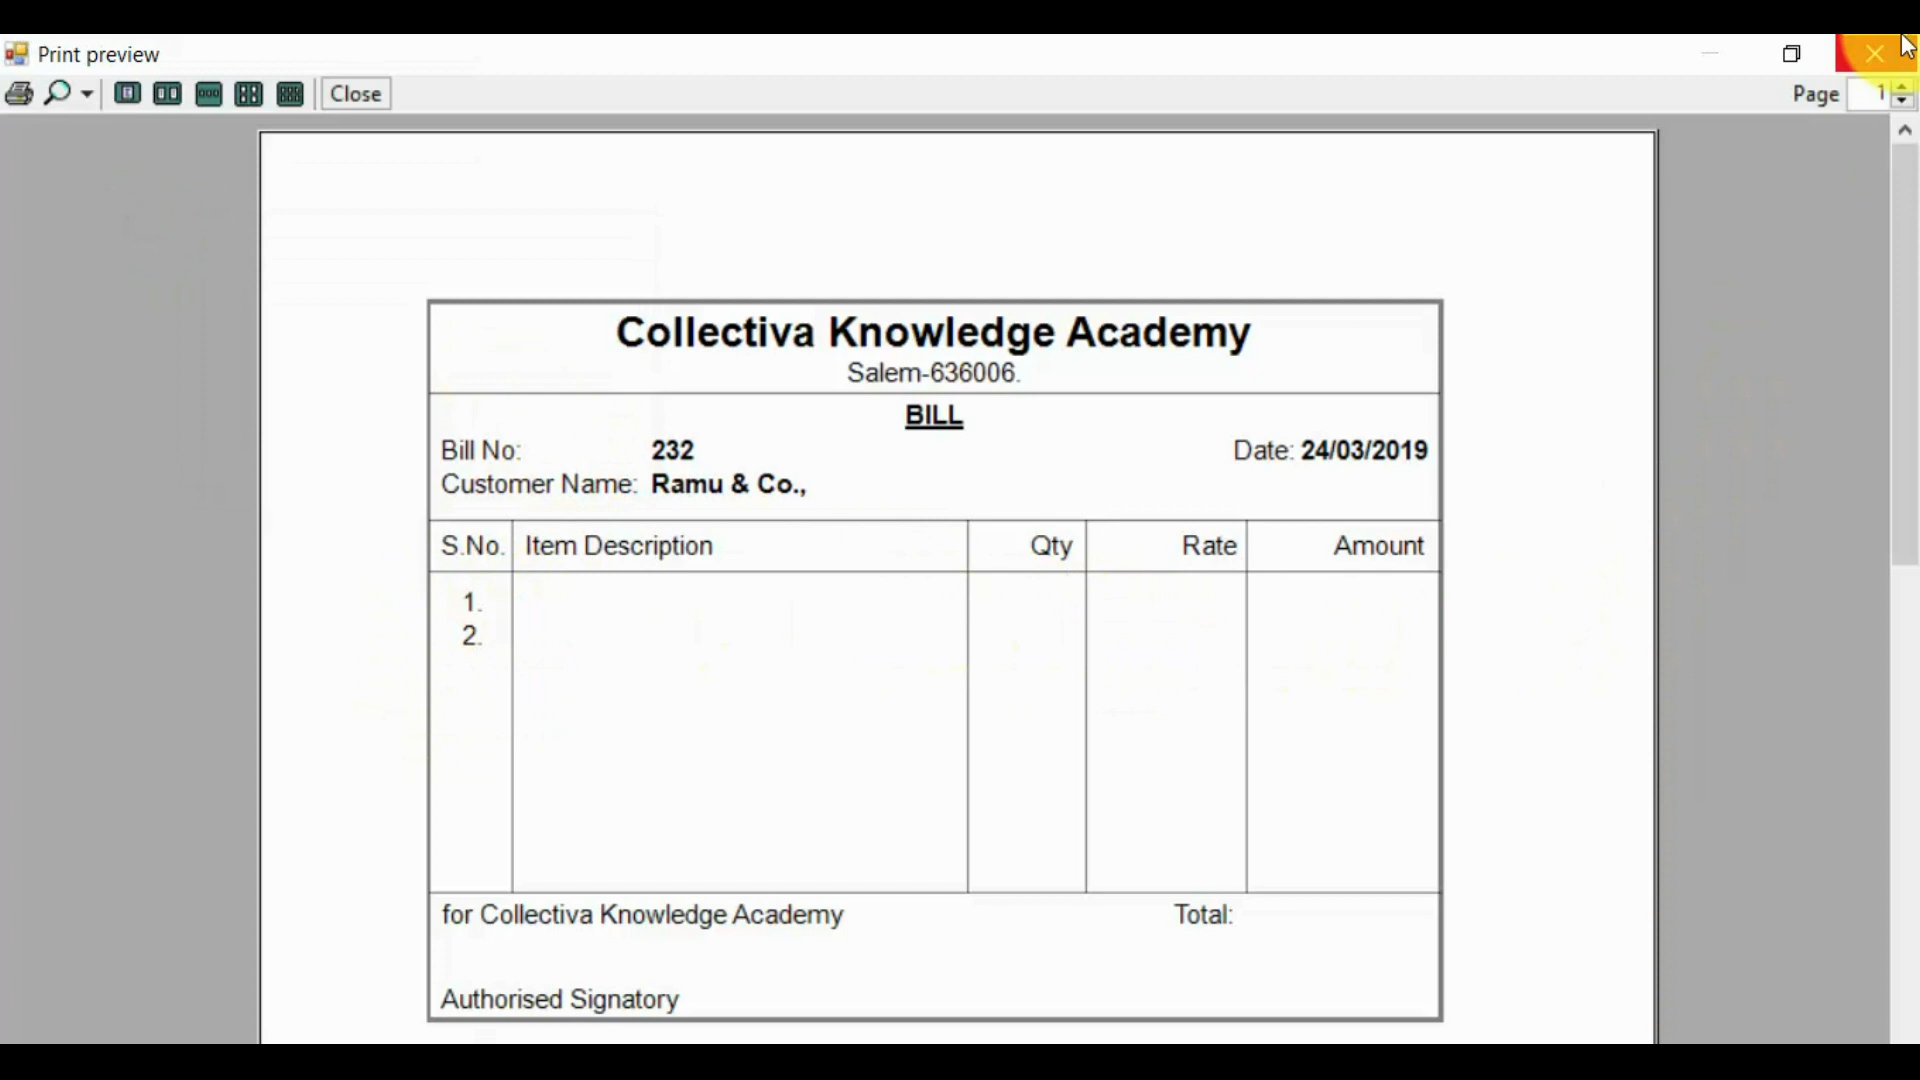 Print preview
Close
Page 1
Collectiva Knowledge Academy
Salem-636006.
BILL
Bill No: 232 Date: 24/03/2019
Customer Name: Ramu & Co.,
S.No. Item Description Qty Rate Amount
1.
2.
for Collectiva Knowledge Academy Total:
Authorised Signatory